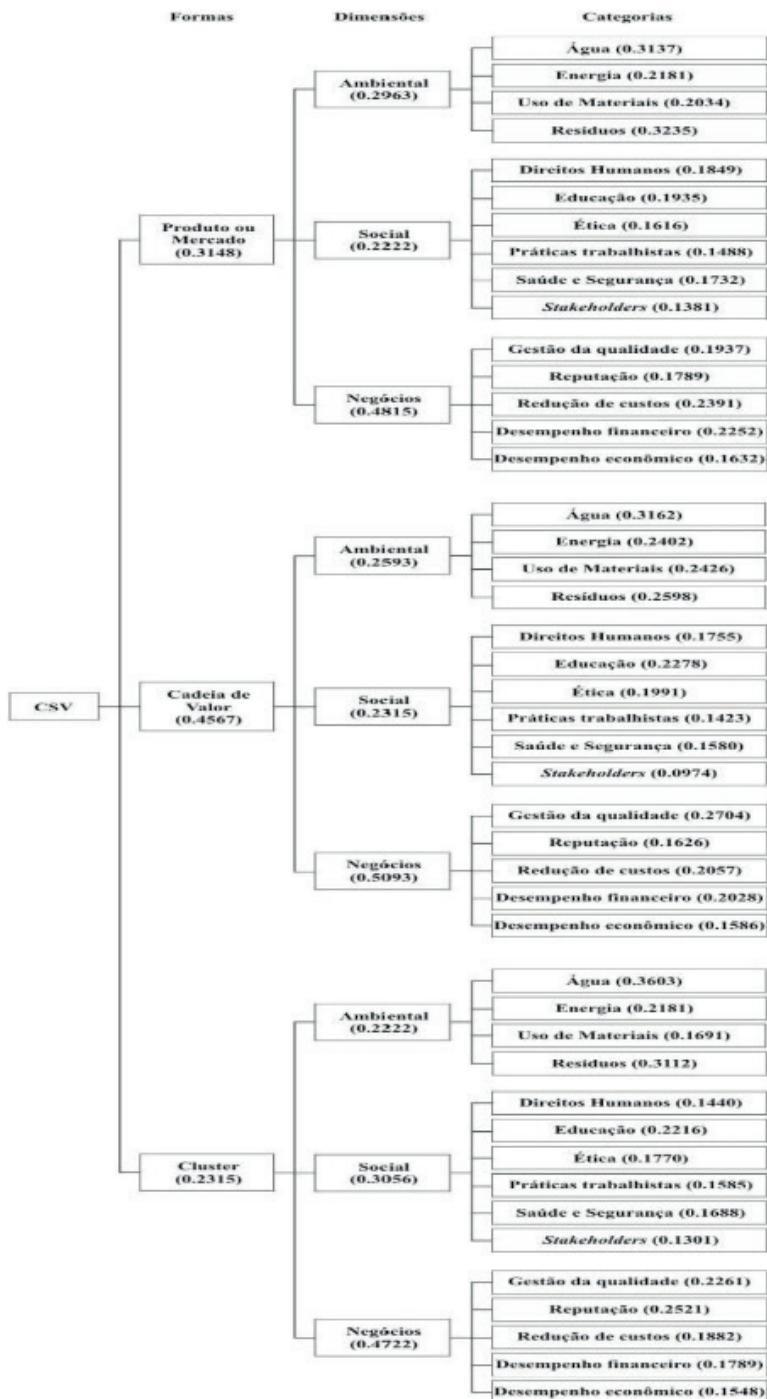 Formas Dimensões Categorias
Água (0.3137)
Ambiental
(0.2963)
Energia (0.2181)
Uso de Materiais (0.2034)
Resíduos (0.3235)
Direitos Humanos (0.1849)
Educação (0.1935)
Produto ou
Mercado
(0.3148)
Social
(0.2222)
Ética (0.1616)
Práticas trabalhistas (0.1488)
Saúde e Segurança (0.1732)
Stakeholders (0.1381)
Gestão da qualidade (0.1937)
Reputação (0.1789)
Negócios
(0.4815)
Redução de custos (0.2391)
Desempenho financeiro (0.2252)
Desempenho econômico (0.1632)
Água (0.3162)
Ambiental
(0.2593)
Energia (0.2402)
Uso de Materiais (0.2426)
Resíduos (0.2598)
Direitos Humanos (0.1755)
Educação (0.2278)
CSV
Cadeia de
Valor
(0.4567)
Social
(0.2315)
Ética (0.1991)
Práticas trabalhistas (0.1423)
Saúde e Segurança (0.1580)
Stakeholders (0.0974)
Gestão da qualidade (0.2704)
Reputação (0.1626)
Negócios
(0.5093)
Redução de custos (0.2057)
Desempenho financeiro (0.2028)
Desempenho econômico (0.1586)
Água (0.3603)
Ambiental
(0.2222)
Energia (0.2181)
Uso de Materiais (0.1691)
Resíduos (0.3112)
Direitos Humanos (0.1440)
Educação (0.2216)
Cluster
(0.2315)
Social
(0.3056)
Ética (0.1770)
Práticas trabalhistas (0.1585)
Saúde e Segurança (0.1688)
Stakeholders (0.1301)
Gestão da qualidade (0.2261)
Reputação (0.2521)
Negócios
(0.4722)
Redução de custos (0.1882)
Desempenho financeiro (0.1789)
Desempenho econômico (0.1548)